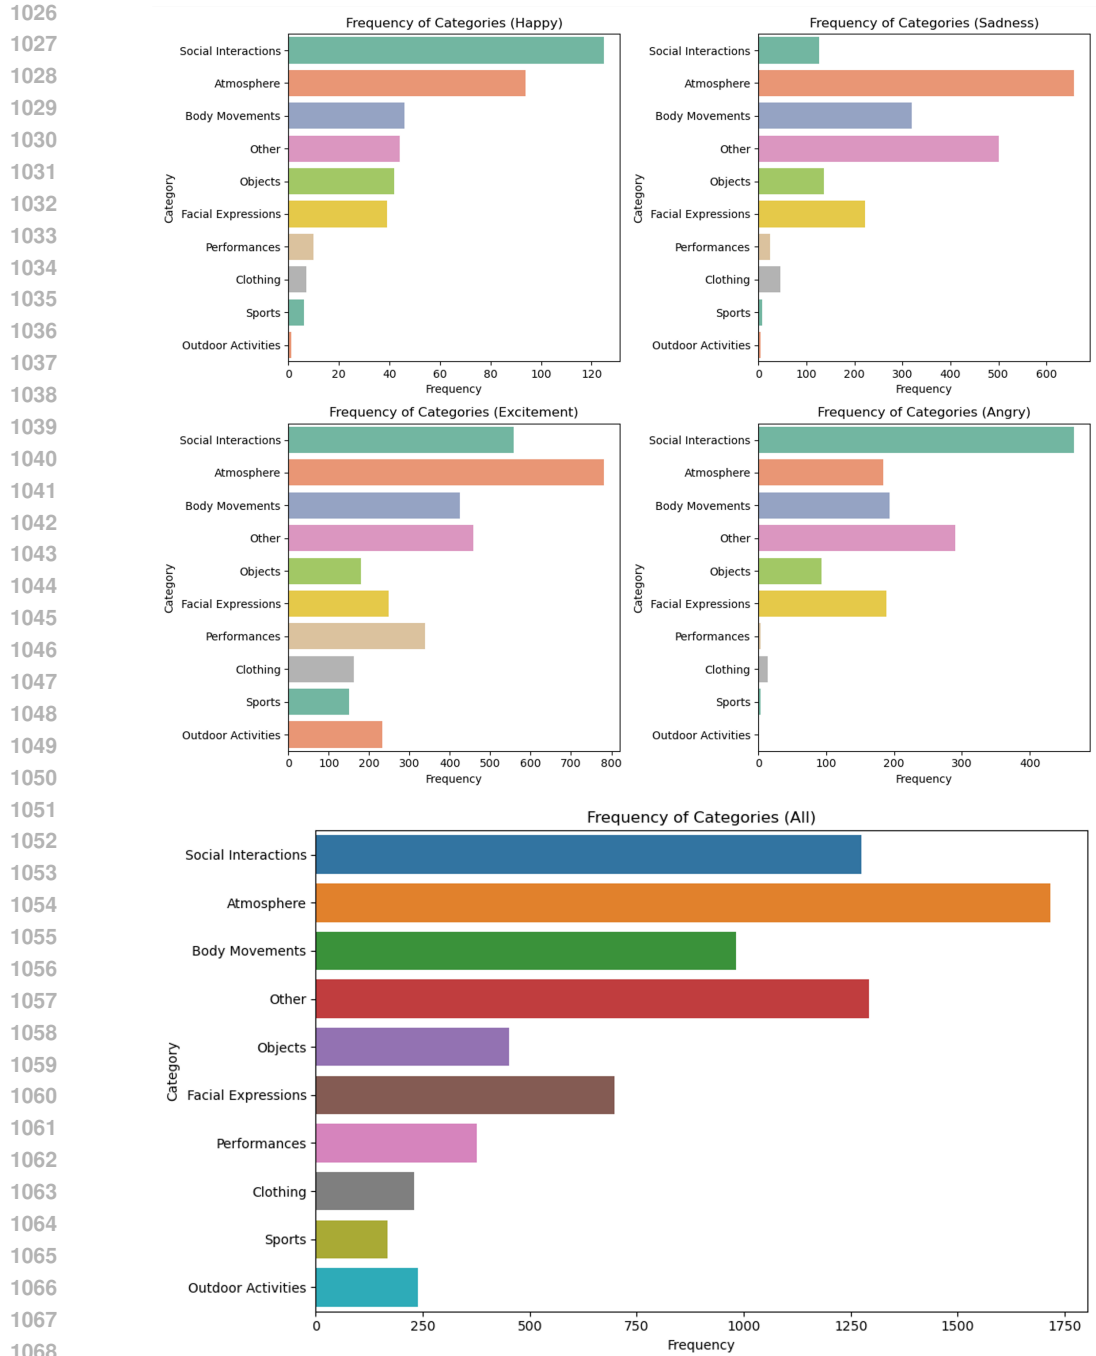 1026
1027
1028
1029
1030
1031
1032
1033
1034
1035
1036
1037
1038
1039
1040
1041
1042
1043
1044
1045
1046
1047
1048
1049
1050
1051
1052
1053
1054
1055
1056
1057
1058
1059
1060
1061
1062
1063
1064
1065
1066
1067
1068
Frequency of Categories (Happy)
Category
Social Interactions
Atmosphere
Body Movements
Other
Objects
Facial Expressions
Performances
Clothing
Sports
Outdoor Activities
0 20 40 60 80 100 120
Frequency
Frequency of Categories (Sadness)
Category
Social Interactions
Atmosphere
Body Movements
Other
Objects
Facial Expressions
Performances
Clothing
Sports
Outdoor Activities
0 100 200 300 400 500 600
Frequency
Frequency of Categories (Excitement)
Category
Social Interactions
Atmosphere
Body Movements
Other
Objects
Facial Expressions
Performances
Clothing
Sports
Outdoor Activities
0 100 200 300 400 500 600 700 800
Frequency
Frequency of Categories (Angry)
Category
Social Interactions
Atmosphere
Body Movements
Other
Objects
Facial Expressions
Performances
Clothing
Sports
Outdoor Activities
0 100 200 300 400
Frequency
Frequency of Categories (All)
Category
Social Interactions
Atmosphere
Body Movements
Other
Objects
Facial Expressions
Performances
Clothing
Sports
Outdoor Activities
0 250 500 750 1000 1250 1500 1750
Frequency